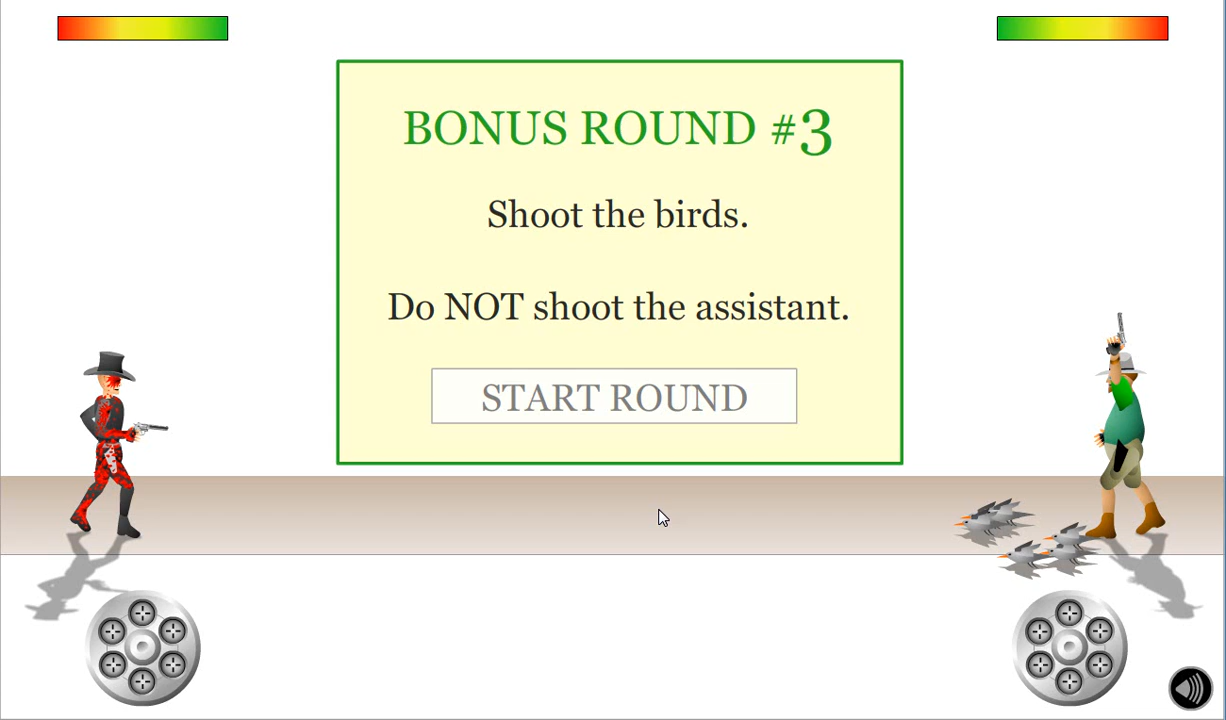 BONUS ROUND #3
Shoot the birds.
Do NOT shoot the assistant.
START ROUND